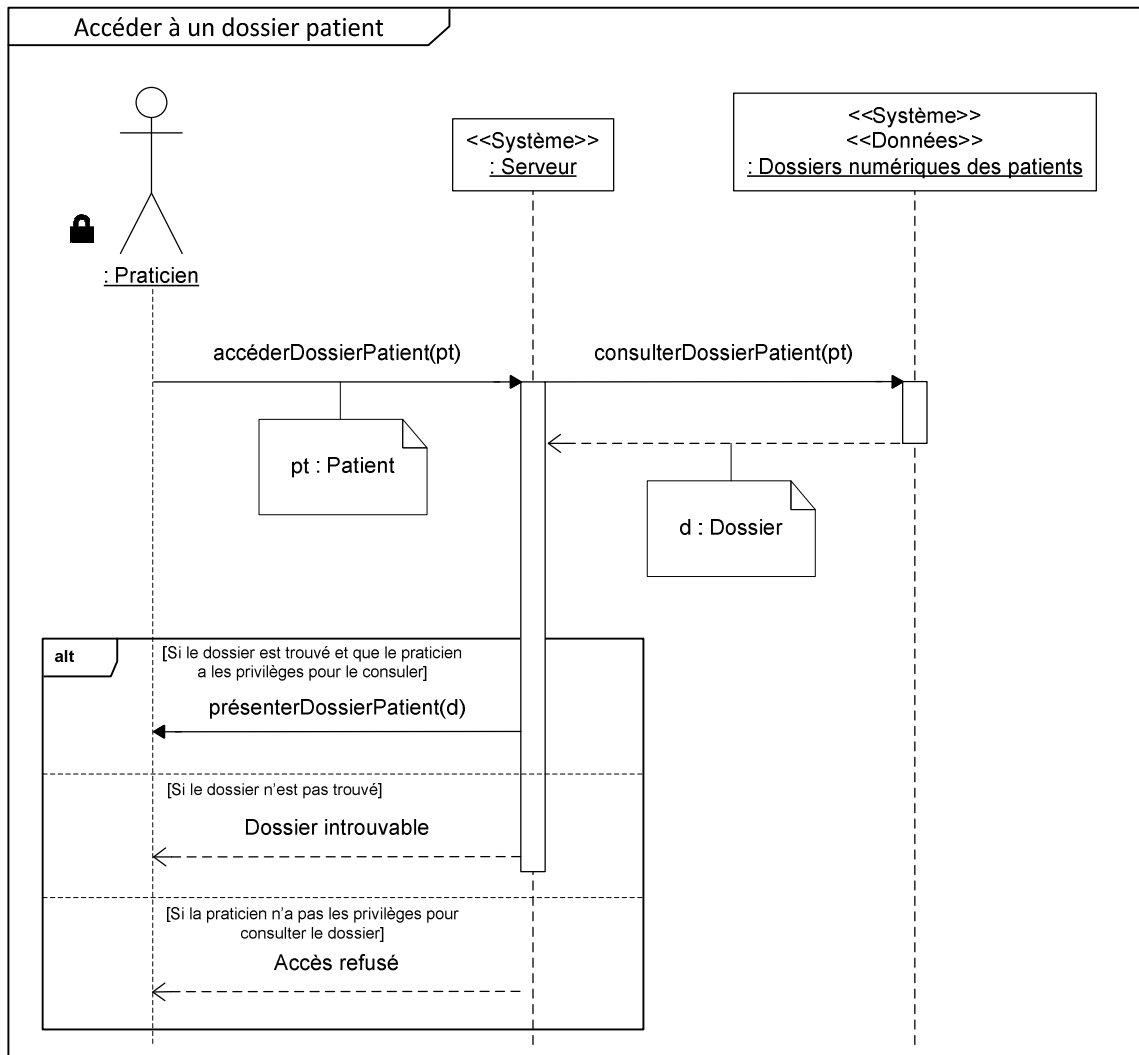 Accéder à un dossier patient
<<Système>>
: Serveur
<<Système>>
<<Données>>
: Dossiers numériques des patients
: Praticien
accéderDossierPatient(pt)
consulterDossierPatient(pt)
pt : Patient
d : Dossier
alt
[Si le dossier est trouvé et que le praticien
a les privilèges pour le consuler]
présenterDossierPatient(d)
[Si le dossier n'est pas trouvé]
Dossier introuvable
[Si la praticien n'a pas les privilèges pour
consulter le dossier]
Accès refusé